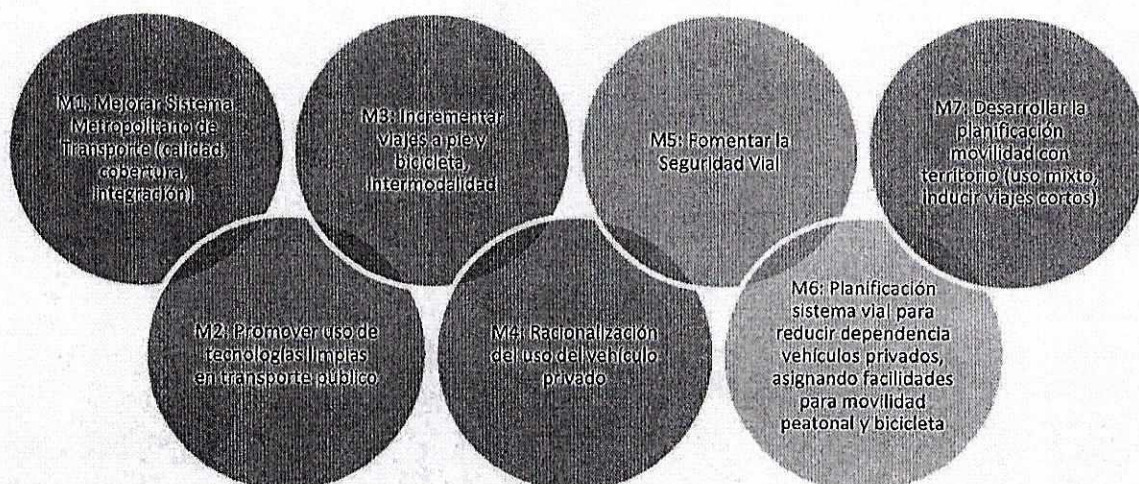 M1: Mejorar Sistema
Metropolitano de
Transporte (calidad,
cobertura,
integración)
M2: Promover uso de
tecnologías limpias
en transporte público
M3: Incrementar
viajes a pie y
bicicleta,
Intermodalidad
M4: Racionalización
del uso del vehículo
privado
M5: Fomentar la
Seguridad Vial
M6: Planificación
sistema vial para
reducir dependencia
vehículos privados,
asignando facilidades
para movilidad
peatonal y bicicleta
M7: Desarrollar la
planificación
movilidad con
territorio (uso mixto,
inducir viajes cortos)